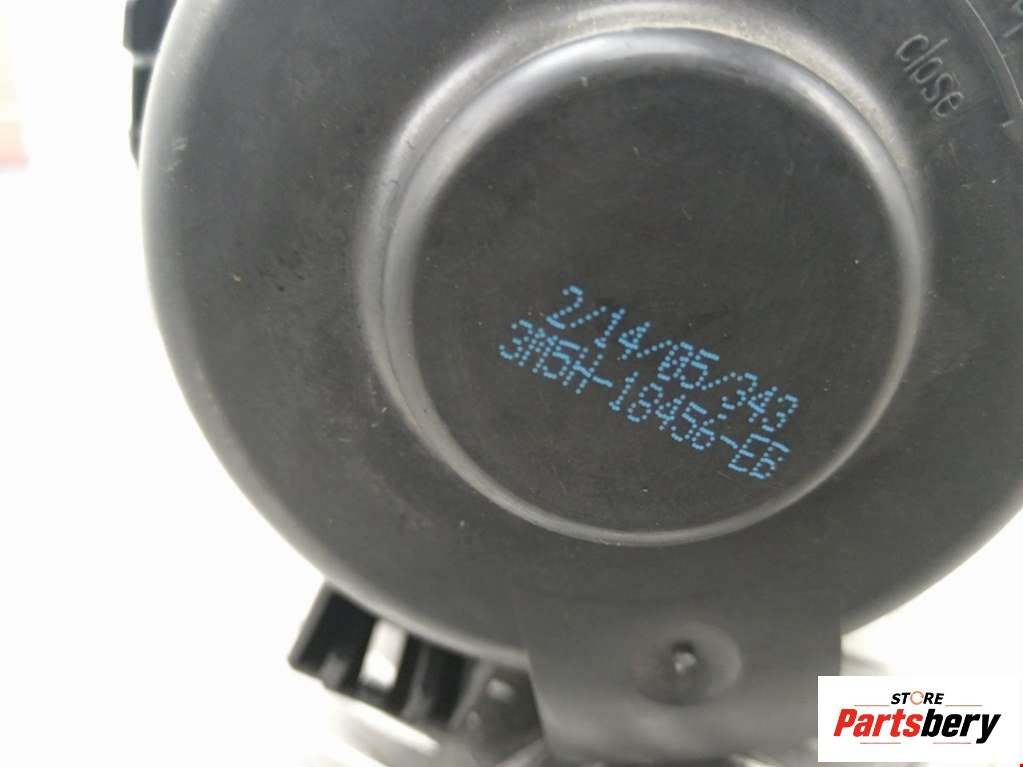 close
2/14/05/343
3M5H-18456-EB
STORE
Partsbery